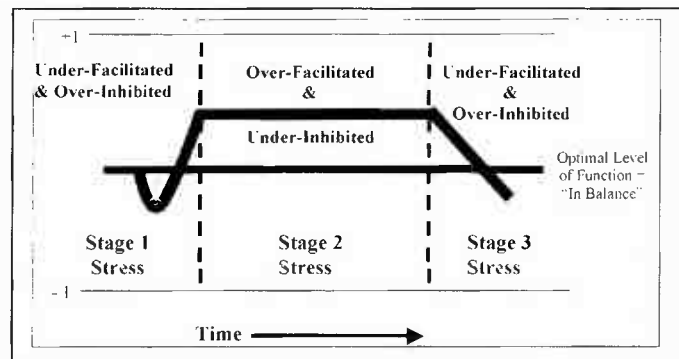 +1
Under-Facilitated
& Over-Inhibited
Over-Facilitated
&
Under-Inhibited
Under-Facilitated
&
Over-Inhibited
Optimal Level
of Function =
"In Balance"
Stage 1
Stress
Stage 2
Stress
Stage 3
Stress
-1
Time